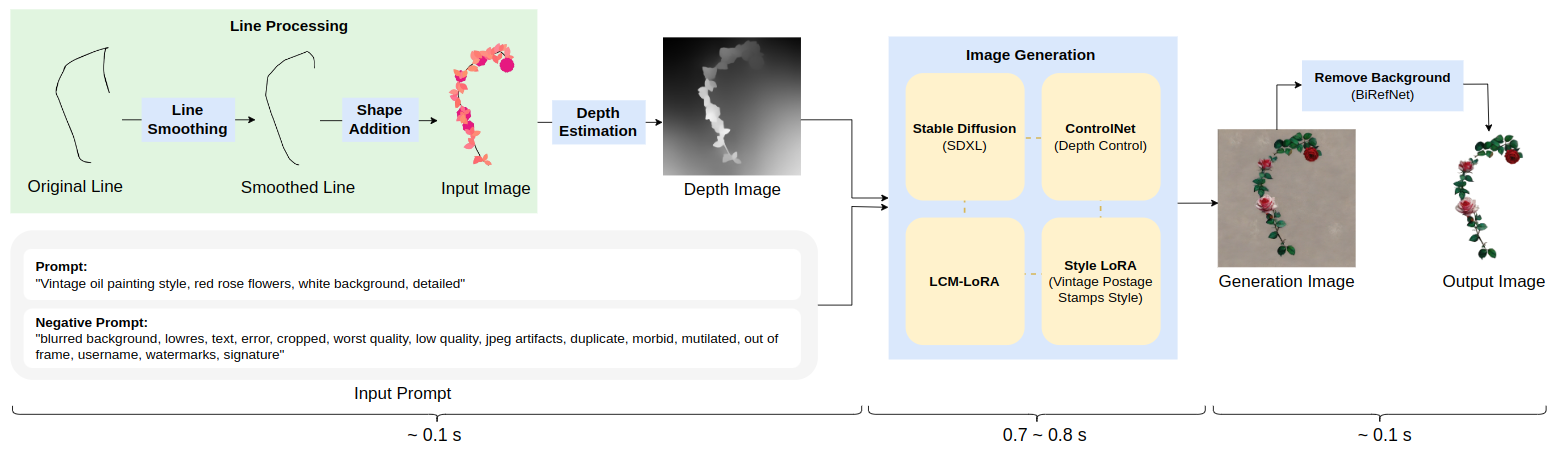 Line Processing
Line
Smoothing
Shape
Addition
Original Line
Smoothed Line
Input Image
Depth
Estimation
Depth Image
Prompt:
"Vintage oil painting style, red rose flowers, white background, detailed"
Negative Prompt:
"blurred background, lowres, text, error, cropped, worst quality, low quality, jpeg artifacts, duplicate, morbid, mutilated, out of
frame, username, watermarks, signature"
Input Prompt
Image Generation
Stable Diffusion
(SDXL)
ControlNet
(Depth Control)
LCM-LoRA
Style LoRA
(Vintage Postage
Stamps Style)
Remove Background
(BiRefNet)
Generation Image
Output Image
~ 0.1 s
0.7 ~ 0.8 s
~ 0.1 s